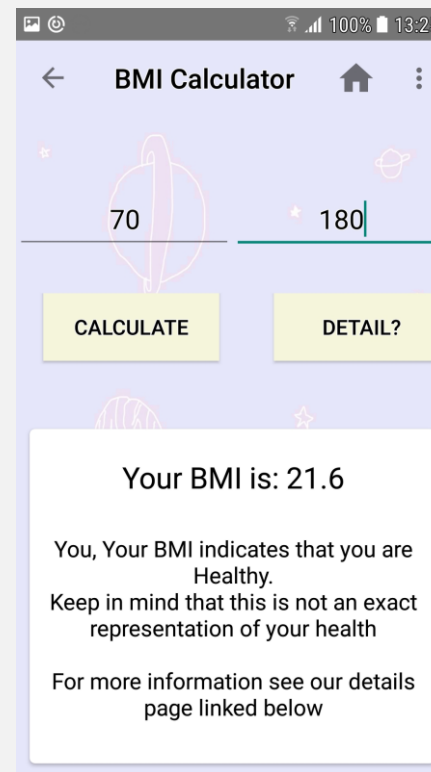 100% 13:2
BMI Calculator
70 180
CALCULATE DETAIL?
Your BMI is: 21.6
You, Your BMI indicates that you are
Healthy.
Keep in mind that this is not an exact
representation of your health
For more information see our details
page linked below